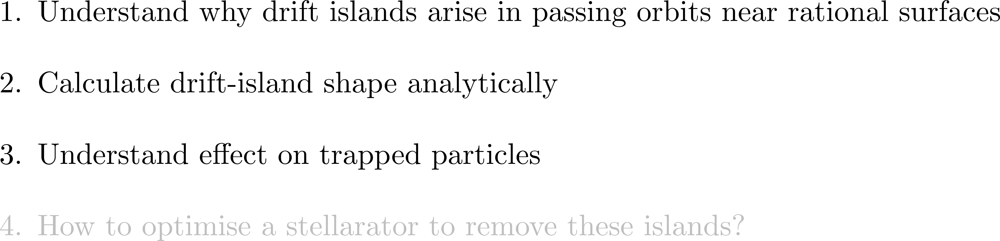 1. Understand why drift islands arise in passing orbits near rational surfaces
2. Calculate drift-island shape analytically
3. Understand effect on trapped particles
4. How to optimise a stellarator to remove these islands?